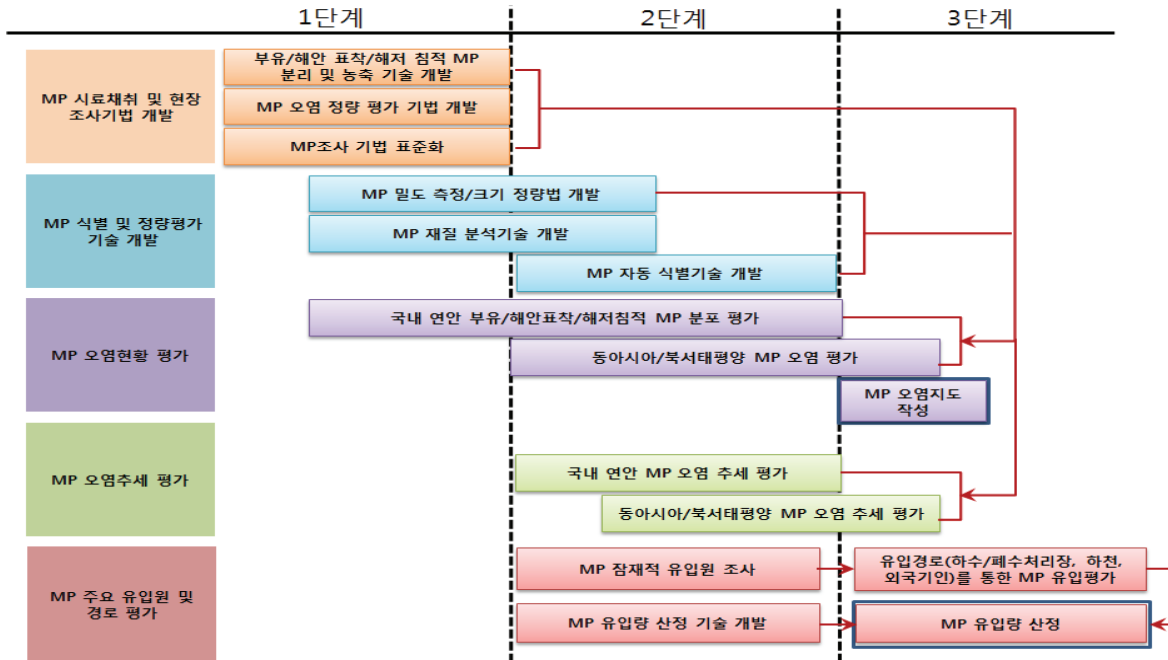 1단계
2단계
3단계
MP 시료채취 및 현장
조사기법 개발
부유/해안 표착/해저 침적 MP
분리 및 농축 기술 개발
MP 오염 정량 평가 기법 개발
MP조사 기법 표준화
MP 식별 및 정량평가
기술 개발
MP 밀도 측정/크기 정량법 개발
MP 재질 분석기술 개발
MP 자동 식별기술 개발
MP 오염현황 평가
국내 연안 부유/해안표착/해저침적 MP 분포 평가
동아시아/북서태평양 MP 오염 평가
MP 오염지도
작성
MP 오염추세 평가
국내 연안 MP 오염 추세 평가
동아시아/북서태평양 MP 오염 추세 평가
MP 주요 유입원 및
경로 평가
MP 잠재적 유입원 조사
유입경로(하수/폐수처리장, 하천,
외국기인)를 통한 MP 유입평가
MP 유입량 산정 기술 개발
MP 유입량 산정